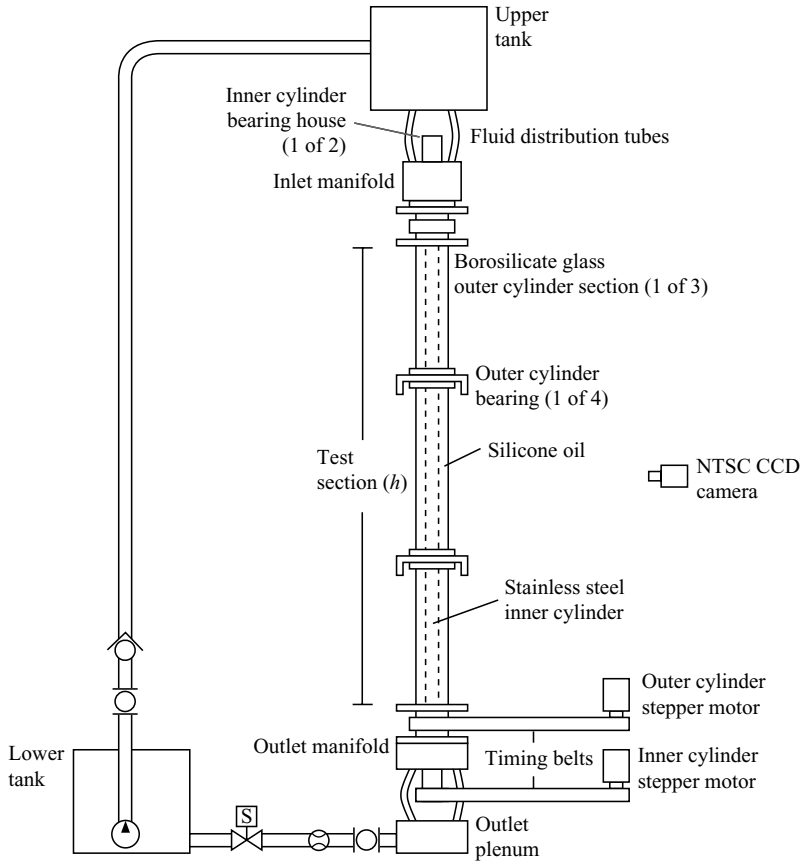 Upper
tank
Inner cylinder
bearing house
(1 of 2)
Fluid distribution tubes
Inlet manifold
Borosilicate glass
outer cylinder section (1 of 3)
Outer cylinder
bearing (1 of 4)
Test
section (h)
Silicone oil
NTSC CCD
camera
Stainless steel
inner cylinder
Outer cylinder
stepper motor
Outlet manifold
Timing belts
Inner cylinder
stepper motor
Lower
tank
S
Outlet
plenum